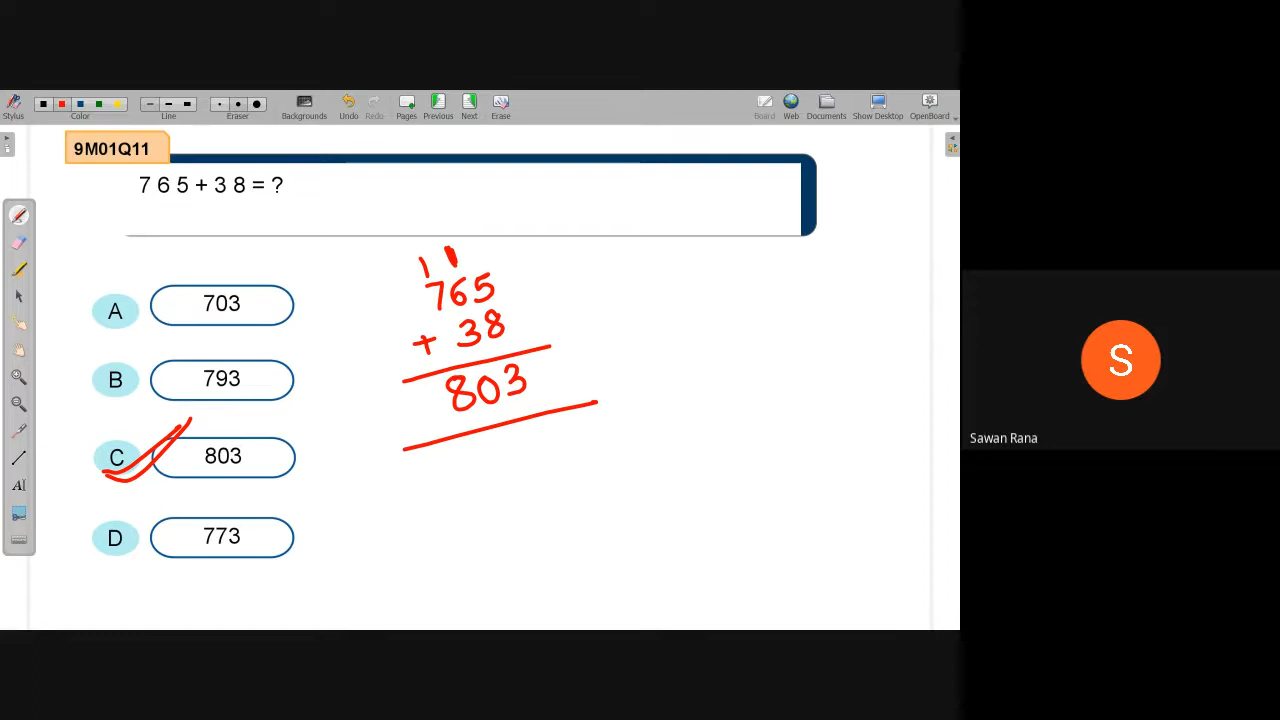 Stylus Color Line Eraser Backgrounds Undo Redo Pages Previous Next Erase Board Web Documents Show Desktop OpenBoard
9M01Q11
7 6 5 + 3 8 = ?
1 1
765
+ 38
803
A 703
B 793
C 803
D 773
AI
S
Sawan Rana